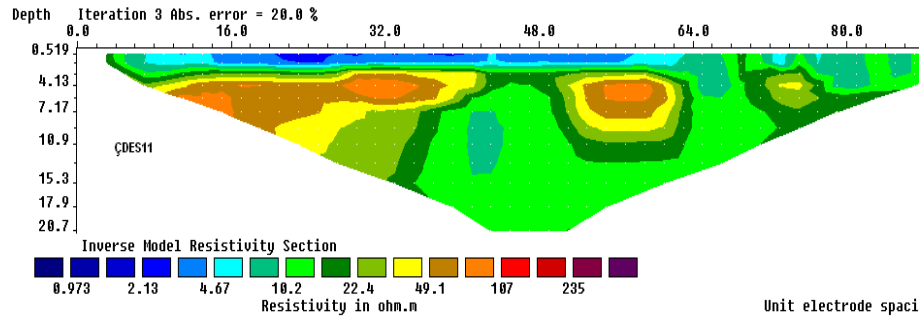 Depth Iteration 3 Abs. error = 20.0 %
0.0 16.0 32.0 48.0 64.0 80.0
0.519
4.13
7.17
10.9
ÇDES11
15.3
17.9
20.7
Inverse Model Resistivity Section
0.973 2.13 4.67 10.2 22.4 49.1 107 235
Resistivity in ohm.m Unit electrode spaci